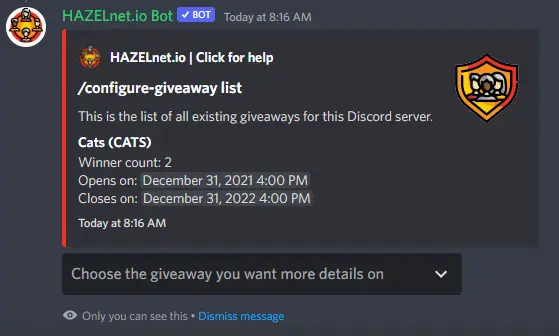 HAZELnet.io Bot ✓ BOT Today at 8:16 AM
HAZELnet.io | Click for help
/configure-giveaway list
This is the list of all existing giveaways for this Discord server.
Cats (CATS)
Winner count: 2
Opens on: December 31, 2021 4:00 PM
Closes on: December 31, 2022 4:00 PM
Today at 8:16 AM
Choose the giveaway you want more details on
Only you can see this • Dismiss message